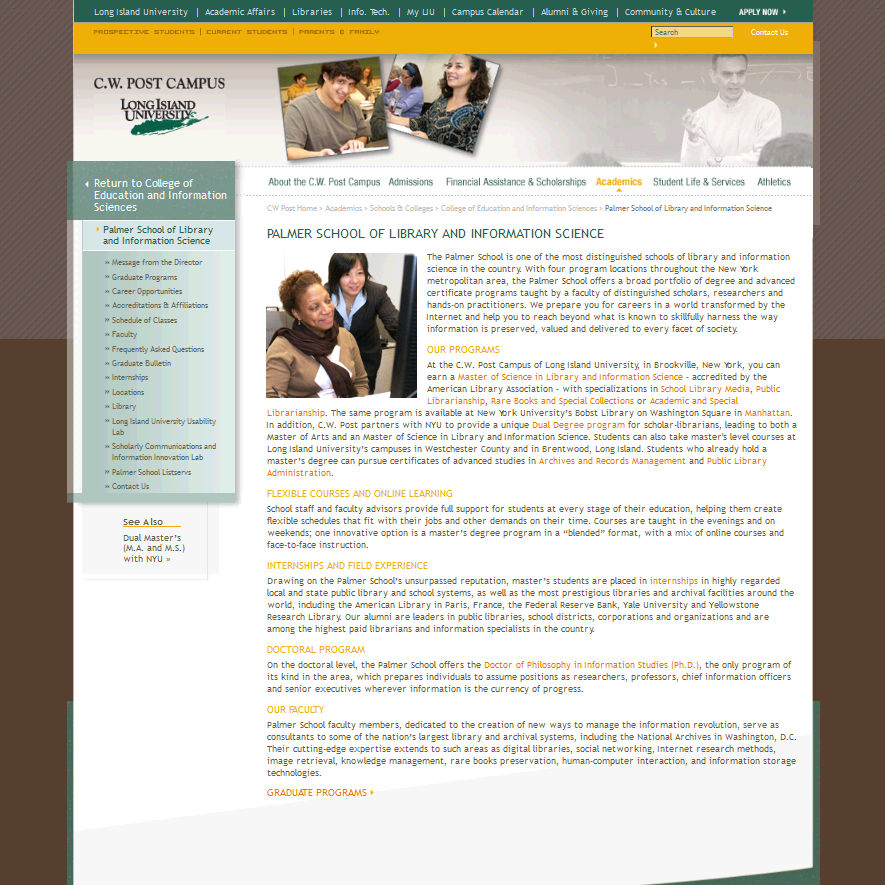 Long Island University | Academic Affairs | Libraries | Info. Tech. | My LIU | Campus Calendar | Alumni & Giving | Community & Culture APPLY NOW
PROSPECTIVE STUDENTS | CURRENT STUDENTS | PARENTS & FAMILY
Search
Contact Us
C.W. POST CAMPUS
LONG ISLAND
UNIVERSITY
About the C.W. Post Campus Admissions Financial Assistance & Scholarships Academics Student Life & Services Athletics
Return to College of
Education and Information
Sciences
Palmer School of Library
and Information Science
» Message from the Director
» Graduate Programs
» Career Opportunities
» Accreditations & Affiliations
» Schedule of Classes
» Faculty
» Frequently Asked Questions
» Graduate Bulletin
» Internships
» Locations
» Library
» Long Island University Usability
Lab
» Scholarly Communications and
Information Innovation Lab
» Palmer School Listservs
» Contact Us
See Also
Dual Master's
(M.A. and M.S.)
with NYU »
CW Post Home > Academics > Schools & Colleges > College of Education and Information Sciences > Palmer School of Library and Information Science
PALMER SCHOOL OF LIBRARY AND INFORMATION SCIENCE
The Palmer School is one of the most distinguished schools of library and information
science in the country. With four program locations throughout the New York
metropolitan area, the Palmer School offers a broad portfolio of degree and advanced
certificate programs taught by a faculty of distinguished scholars, researchers and
hands-on practitioners. We prepare you for careers in a world transformed by the
Internet and help you to reach beyond what is known to skillfully harness the way
information is preserved, valued and delivered to every facet of society.
OUR PROGRAMS
At the C.W. Post Campus of Long Island University, in Brookville, New York, you can
earn a Master of Science in Library and Information Science - accredited by the
American Library Association - with specializations in School Library Media, Public
Librarianship, Rare Books and Special Collections or Academic and Special
Librarianship. The same program is available at New York University's Bobst Library on Washington Square in Manhattan.
In addition, C.W. Post partners with NYU to provide a unique Dual Degree program for scholar-librarians, leading to both a
Master of Arts and an Master of Science in Library and Information Science. Students can also take master's level courses at
Long Island University's campuses in Westchester County and in Brentwood, Long Island. Students who already hold a
master's degree can pursue certificates of advanced studies in Archives and Records Management and Public Library
Administration.
FLEXIBLE COURSES AND ONLINE LEARNING
School staff and faculty advisors provide full support for students at every stage of their education, helping them create
flexible schedules that fit with their jobs and other demands on their time. Courses are taught in the evenings and on
weekends; one innovative option is a master's degree program in a “blended” format, with a mix of online courses and
face-to-face instruction.
INTERNSHIPS AND FIELD EXPERIENCE
Drawing on the Palmer School's unsurpassed reputation, master's students are placed in internships in highly regarded
local and state public library and school systems, as well as the most prestigious libraries and archival facilities around the
world, including the American Library in Paris, France, the Federal Reserve Bank, Yale University and Yellowstone
Research Library. Our alumni are leaders in public libraries, school districts, corporations and organizations and are
among the highest paid librarians and information specialists in the country.
DOCTORAL PROGRAM
On the doctoral level, the Palmer School offers the Doctor of Philosophy in Information Studies (Ph.D.), the only program of
its kind in the area, which prepares individuals to assume positions as researchers, professors, chief information officers
and senior executives wherever information is the currency of progress.
OUR FACULTY
Palmer School faculty members, dedicated to the creation of new ways to manage the information revolution, serve as
consultants to some of the nation's largest library and archival systems, including the National Archives in Washington, D.C.
Their cutting-edge expertise extends to such areas as digital libraries, social networking, Internet research methods,
image retrieval, knowledge management, rare books preservation, human-computer interaction, and information storage
technologies.
GRADUATE PROGRAMS